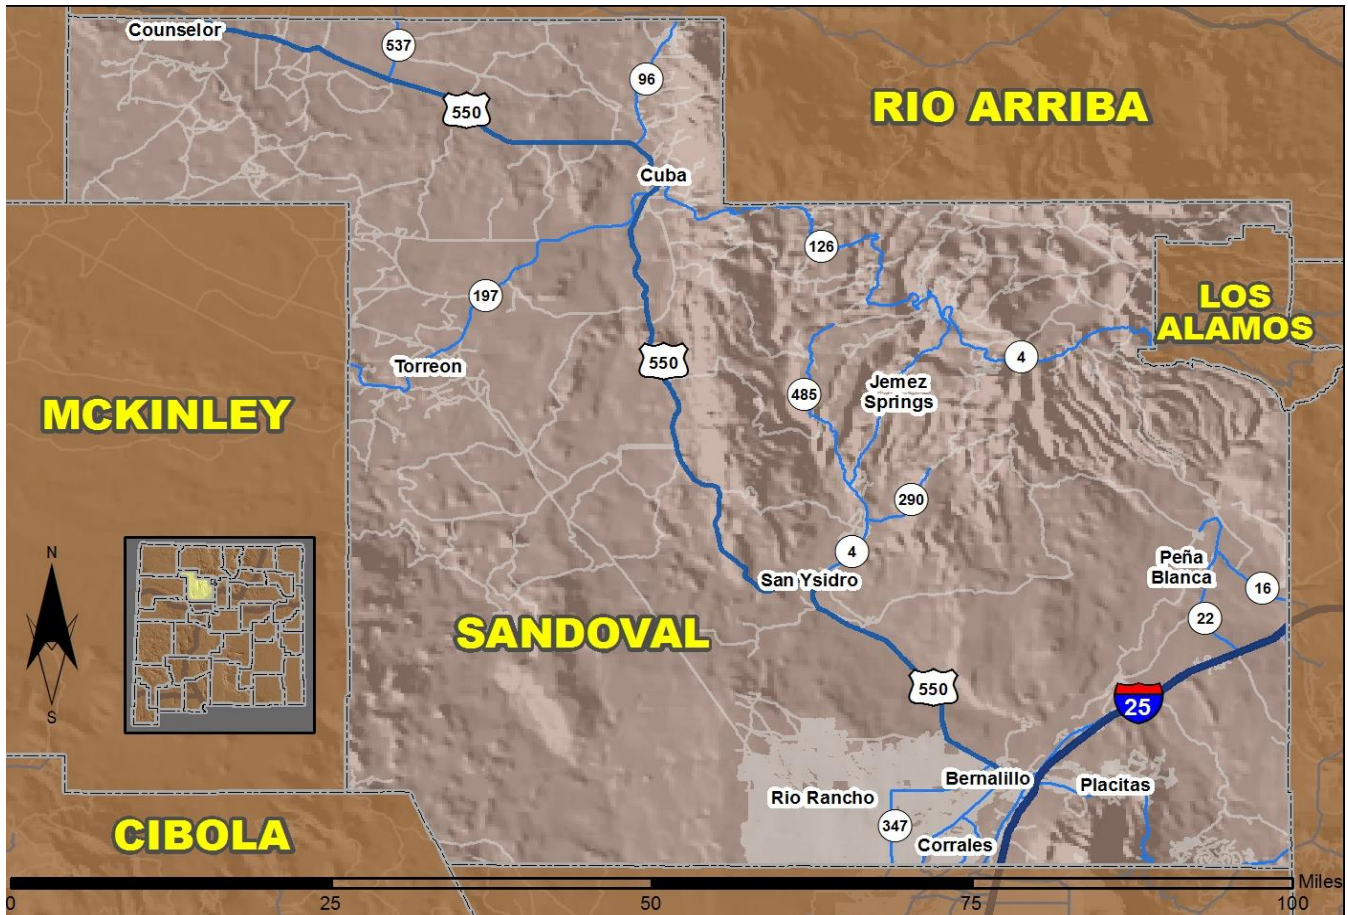 Counselor
537
96
550
RIO ARRIBA
Cuba
126
197
LOS
ALAMOS
550
4
Torreon
485
Jemez
Springs
MCKINLEY
290
N
4
Peña
Blanca
San Ysidro
16
22
SANDOVAL
550
25
S
Bernalillo
Placitas
Rio Rancho
347
CIBOLA
Corrales
Miles
0
25
50
75
100